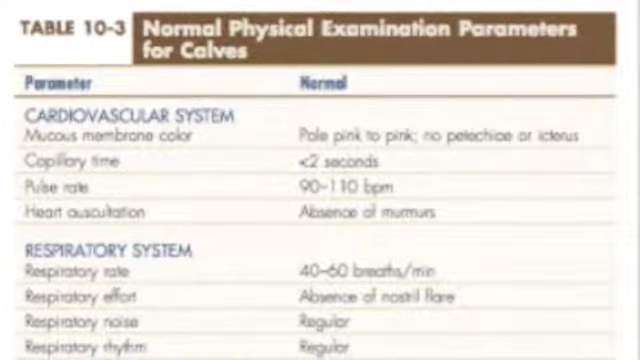 TABLE 10-3 Normal Physical Examination Parameters
for Calves
Parameter Normal
CARDIOVASCULAR SYSTEM
Mucous membrane color Pale pink to pink; no petechiae or icterus
Capillary time <2 seconds
Pulse rate 90–110 bpm
Heart auscultation Absence of murmurs
RESPIRATORY SYSTEM
Respiratory rate 40–60 breaths/min
Respiratory effort Absence of nostril flare
Respiratory noise Regular
Respiratory rhythm Regular